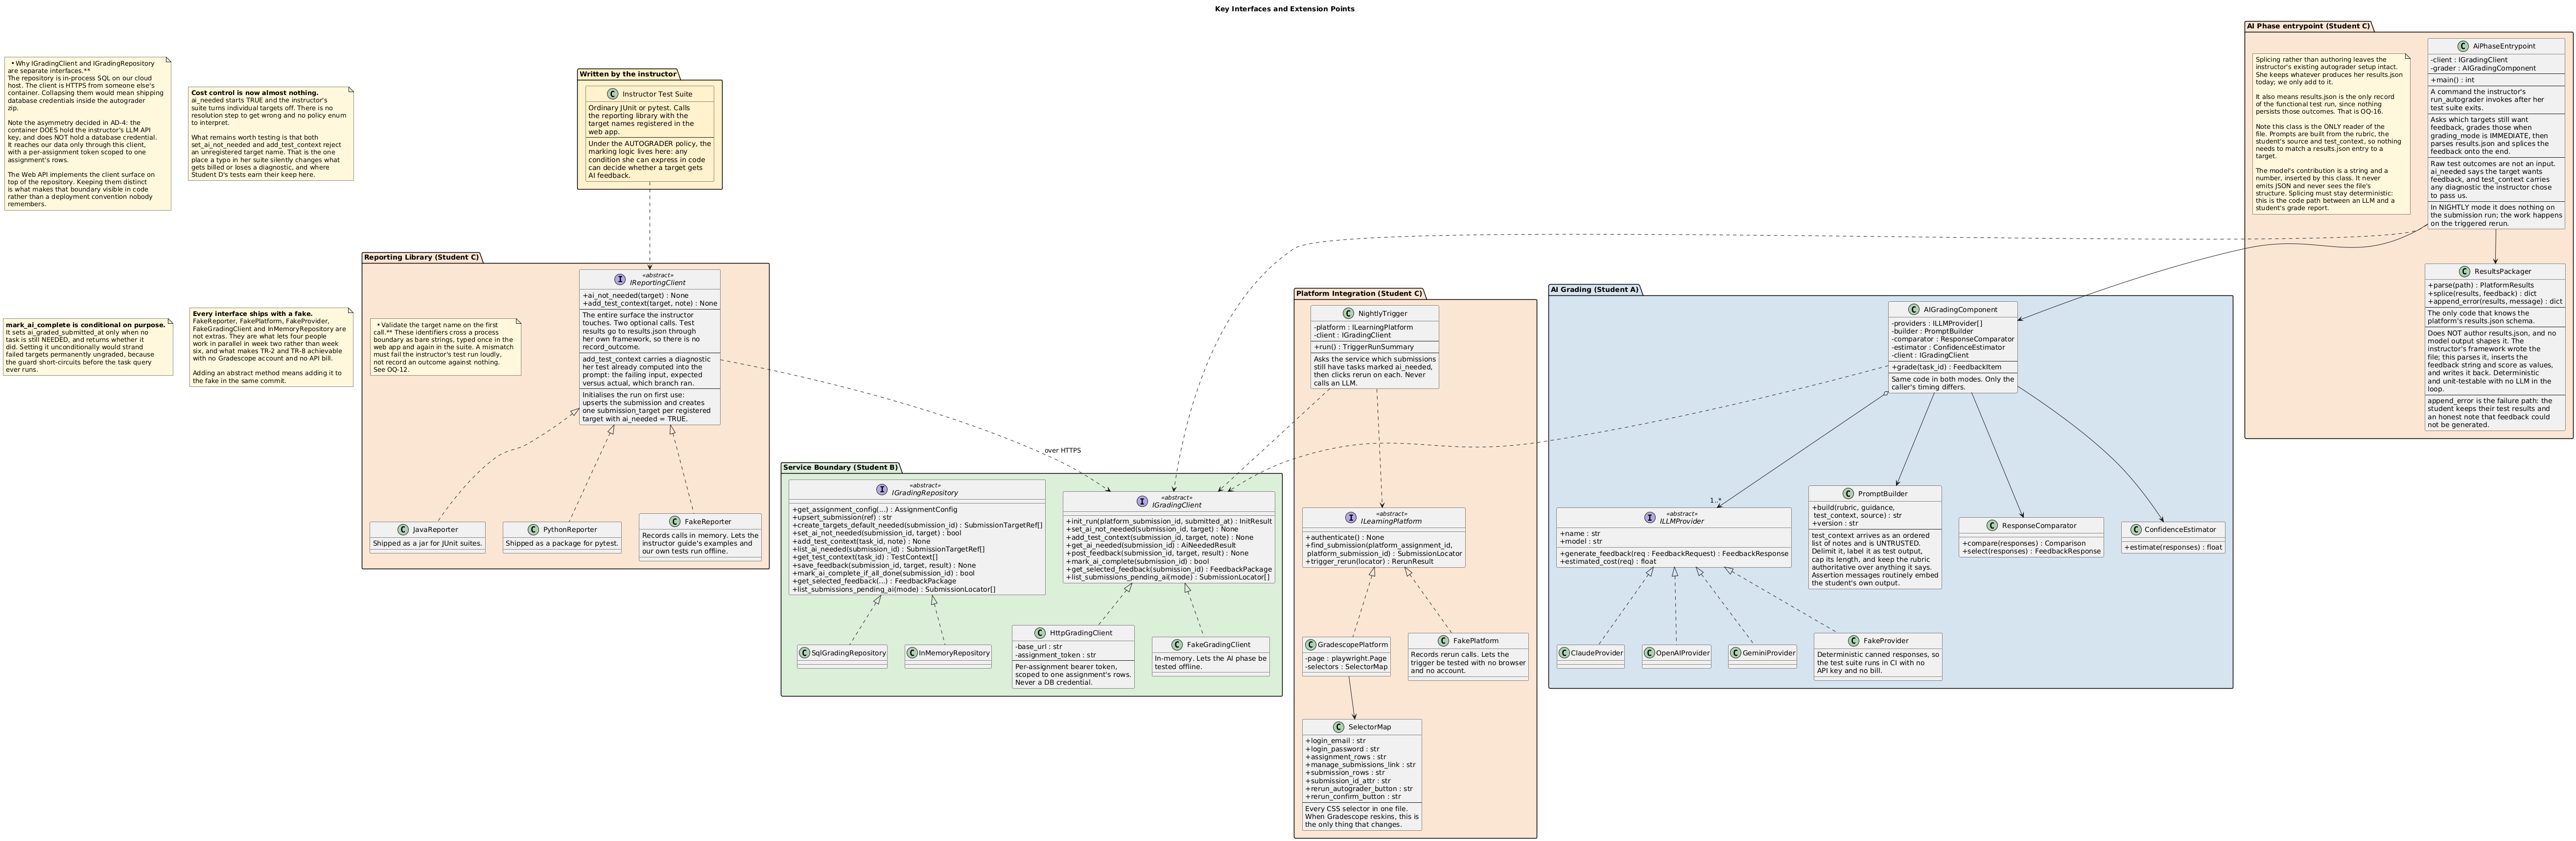 Key Interfaces and Extension Points
• Why IGradingClient and IGradingRepository
are separate interfaces.**
The repository is in-process SQL on our cloud
host. The client is HTTPS from someone else's
container. Collapsing them would mean shipping
database credentials inside the autograder
zip.
Note the asymmetry decided in AD-4: the
container DOES hold the instructor's LLM API
key, and does NOT hold a database credential.
It reaches our data only through this client,
with a per-assignment token scoped to one
assignment's rows.
The Web API implements the client surface on
top of the repository. Keeping them distinct
is what makes that boundary visible in code
rather than a deployment convention nobody
remembers.
Cost control is now almost nothing.
ai_needed starts TRUE and the instructor's
suite turns individual targets off. There is no
resolution step to get wrong and no policy enum
to interpret.
What remains worth testing is that both
set_ai_not_needed and add_test_context reject
an unregistered target name. That is the one
place a typo in her suite silently changes what
gets billed or loses a diagnostic, and where
Student D's tests earn their keep here.
mark_ai_complete is conditional on purpose.
It sets ai_graded_submitted_at only when no
task is still NEEDED, and returns whether it
did. Setting it unconditionally would strand
failed targets permanently ungraded, because
the guard short-circuits before the task query
ever runs.
Every interface ships with a fake.
FakeReporter, FakePlatform, FakeProvider,
FakeGradingClient and InMemoryRepository are
not extras. They are what lets four people
work in parallel in week two rather than week
six, and what makes TR-2 and TR-8 achievable
with no Gradescope account and no API bill.
Adding an abstract method means adding it to
the fake in the same commit.
Written by the instructor
C Instructor Test Suite
Ordinary JUnit or pytest. Calls
the reporting library with the
target names registered in the
web app.
Under the AUTOGRADER policy, the
marking logic lives here: any
condition she can express in code
can decide whether a target gets
AI feedback.
Reporting Library (Student C)
• Validate the target name on the first
call.** These identifiers cross a process
boundary as bare strings, typed once in the
web app and again in the suite. A mismatch
must fail the instructor's test run loudly,
not record an outcome against nothing.
See OQ-12.
I «abstract»
IReportingClient
+ai_not_needed(target) : None
+add_test_context(target, note) : None
The entire surface the instructor
touches. Two optional calls. Test
results go to results.json through
her own framework, so there is no
record_outcome.
add_test_context carries a diagnostic
her test already computed into the
prompt: the failing input, expected
versus actual, which branch ran.
Initialises the run on first use:
upserts the submission and creates
one submission_target per registered
target with ai_needed = TRUE.
C JavaReporter
Shipped as a jar for JUnit suites.
C PythonReporter
Shipped as a package for pytest.
C FakeReporter
Records calls in memory. Lets the
instructor guide's examples and
our own tests run offline.
over HTTPS
Service Boundary (Student B)
I «abstract»
IGradingRepository
+get_assignment_config(...) : AssignmentConfig
+upsert_submission(ref) : str
+create_targets_default_needed(submission_id) : SubmissionTargetRef[]
+set_ai_not_needed(submission_id, target) : bool
+add_test_context(task_id, note) : None
+list_ai_needed(submission_id) : SubmissionTargetRef[]
+get_test_context(task_id) : TestContext[]
+save_feedback(submission_id, target, result) : None
+mark_ai_complete_if_all_done(submission_id) : bool
+get_selected_feedback(...) : FeedbackPackage
+list_submissions_pending_ai(mode) : SubmissionLocator[]
I «abstract»
IGradingClient
+init_run(platform_submission_id, submitted_at) : InitResult
+set_ai_not_needed(submission_id, target) : None
+add_test_context(submission_id, target, note) : None
+get_ai_needed(submission_id) : AiNeededResult
+post_feedback(submission_id, target, result) : None
+mark_ai_complete(submission_id) : bool
+get_selected_feedback(submission_id) : FeedbackPackage
+list_submissions_pending_ai(mode) : SubmissionLocator[]
C SqlGradingRepository
C InMemoryRepository
C HttpGradingClient
-base_url : str
-assignment_token : str
Per-assignment bearer token,
scoped to one assignment's rows.
Never a DB credential.
C FakeGradingClient
In-memory. Lets the AI phase be
tested offline.
Platform Integration (Student C)
C NightlyTrigger
-platform : ILearningPlatform
-client : IGradingClient
+run() : TriggerRunSummary
Asks the service which submissions
still have tasks marked ai_needed,
then clicks rerun on each. Never
calls an LLM.
I «abstract»
ILearningPlatform
+authenticate() : None
+find_submission(platform_assignment_id,
platform_submission_id) : SubmissionLocator
+trigger_rerun(locator) : RerunResult
C GradescopePlatform
-page : playwright.Page
-selectors : SelectorMap
C FakePlatform
Records rerun calls. Lets the
trigger be tested with no browser
and no account.
C SelectorMap
+login_email : str
+login_password : str
+assignment_rows : str
+manage_submissions_link : str
+submission_rows : str
+submission_id_attr : str
+rerun_autograder_button : str
+rerun_confirm_button : str
Every CSS selector in one file.
When Gradescope reskins, this is
the only thing that changes.
AI Grading (Student A)
C AIGradingComponent
-providers : ILLMProvider[]
-builder : PromptBuilder
-comparator : ResponseComparator
-estimator : ConfidenceEstimator
-client : IGradingClient
+grade(task_id) : FeedbackItem
Same code in both modes. Only the
caller's timing differs.
1..*
I «abstract»
ILLMProvider
+name : str
+model : str
+generate_feedback(req : FeedbackRequest) : FeedbackResponse
+estimated_cost(req) : float
C PromptBuilder
+build(rubric, guidance,
test_context, source) : str
+version : str
test_context arrives as an ordered
list of notes and is UNTRUSTED.
Delimit it, label it as test output,
cap its length, and keep the rubric
authoritative over anything it says.
Assertion messages routinely embed
the student's own output.
C ResponseComparator
+compare(responses) : Comparison
+select(responses) : FeedbackResponse
C ConfidenceEstimator
+estimate(responses) : float
C ClaudeProvider
C OpenAIProvider
C GeminiProvider
C FakeProvider
Deterministic canned responses, so
the test suite runs in CI with no
API key and no bill.
AI Phase entrypoint (Student C)
Splicing rather than authoring leaves the
instructor's existing autograder setup intact.
She keeps whatever produces her results.json
today; we only add to it.
It also means results.json is the only record
of the functional test run, since nothing
persists those outcomes. That is OQ-16.
Note this class is the ONLY reader of the
file. Prompts are built from the rubric, the
student's source and test_context, so nothing
needs to match a results.json entry to a
target.
The model's contribution is a string and a
number, inserted by this class. It never
emits JSON and never sees the file's
structure. Splicing must stay deterministic:
this is the code path between an LLM and a
student's grade report.
C AiPhaseEntrypoint
-client : IGradingClient
-grader : AIGradingComponent
+main() : int
A command the instructor's
run_autograder invokes after her
test suite exits.
Asks which targets still want
feedback, grades those when
grading_mode is IMMEDIATE, then
parses results.json and splices the
feedback onto the end.
Raw test outcomes are not an input.
ai_needed says the target wants
feedback, and test_context carries
any diagnostic the instructor chose
to pass us.
In NIGHTLY mode it does nothing on
the submission run; the work happens
on the triggered rerun.
C ResultsPackager
+parse(path) : PlatformResults
+splice(results, feedback) : dict
+append_error(results, message) : dict
The only code that knows the
platform's results.json schema.
Does NOT author results.json, and no
model output shapes it. The
instructor's framework wrote the
file; this parses it, inserts the
feedback string and score as values,
and writes it back. Deterministic
and unit-testable with no LLM in the
loop.
append_error is the failure path: the
student keeps their test results and
an honest note that feedback could
not be generated.